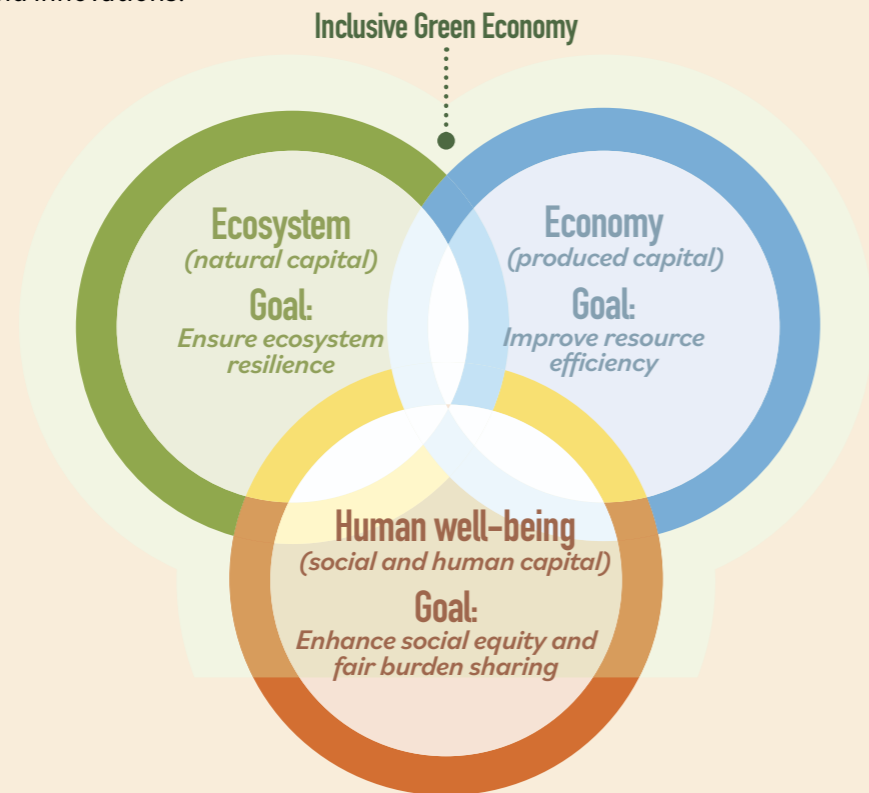 innovations.
Inclusive Green Economy
Ecosystem
(natural capital)
Goal:
Ensure ecosystem
resilience
Economy
(produced capital)
Goal:
Improve resource
efficiency
Human well-being
(social and human capital)
Goal:
Enhance social equity and
fair burden sharing